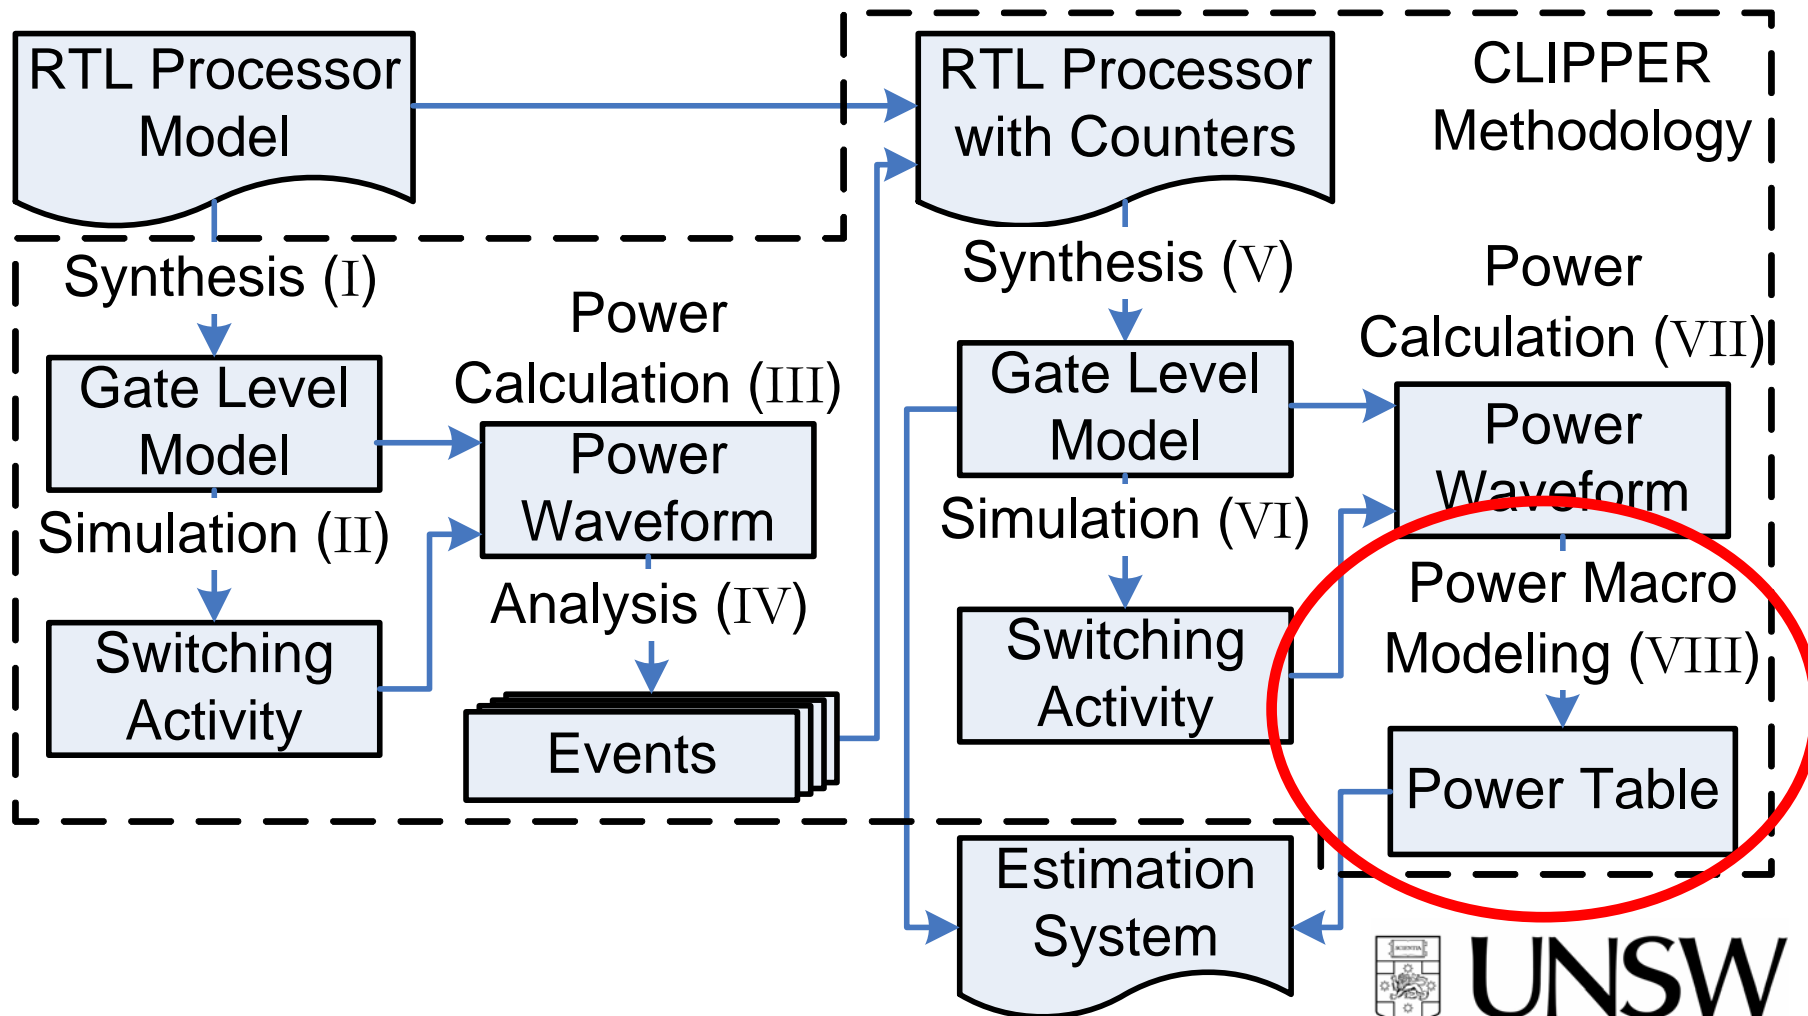 RTL Processor
Model
RTL Processor
with Counters
CLIPPER
Methodology
Synthesis (I)
Gate Level
Model
Simulation (II)
Switching
Activity
Power
Calculation (III)
Power
Waveform
Analysis (IV)
Events
Synthesis (V)
Gate Level
Model
Simulation (VI)
Switching
Activity
Power
Calculation (VII)
Power
Waveform
Power Macro
Modeling (VIII)
Power Table
Estimation
System
SCIENTIA
UNSW